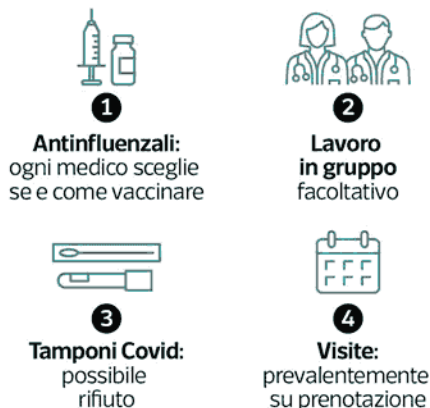 1
Antinfluenzali:
ogni medico sceglie
se e come vaccinare
2
Lavoro
in gruppo
facoltativo
3
Tamponi Covid:
possibile
rifiuto
4
Visite:
prevalentemente
su prenotazione